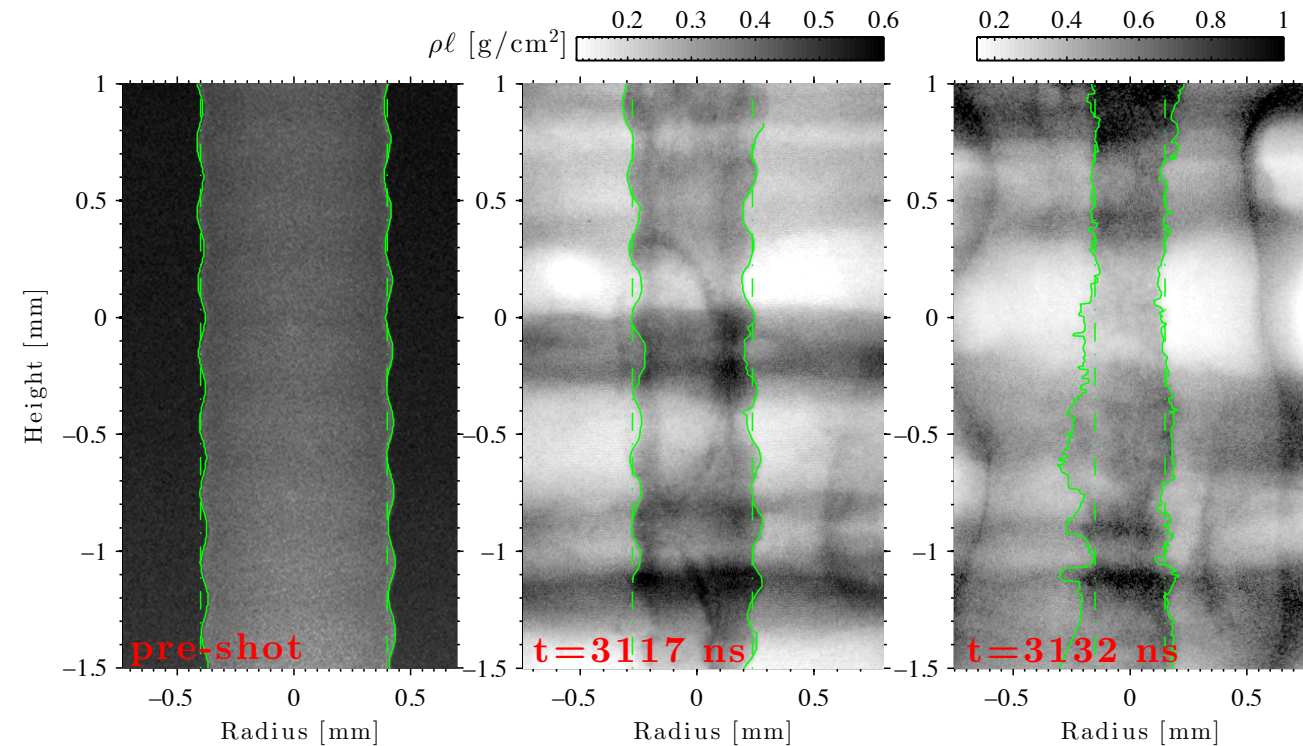 0.2 0.3 0.4 0.5 0.6 0.2 0.4 0.6 0.8 1
ρℓ [g/cm²]
1 1 1
0.5 0.5 0.5
0 0 0
−0.5 −0.5 −0.5
−1 −1 −1
−1.5 −1.5 −1.5
Height [mm]
pre-shot t=3117 ns t=3132 ns
−0.5 0 0.5 −0.5 0 0.5 −0.5 0 0.5
Radius [mm] Radius [mm] Radius [mm]